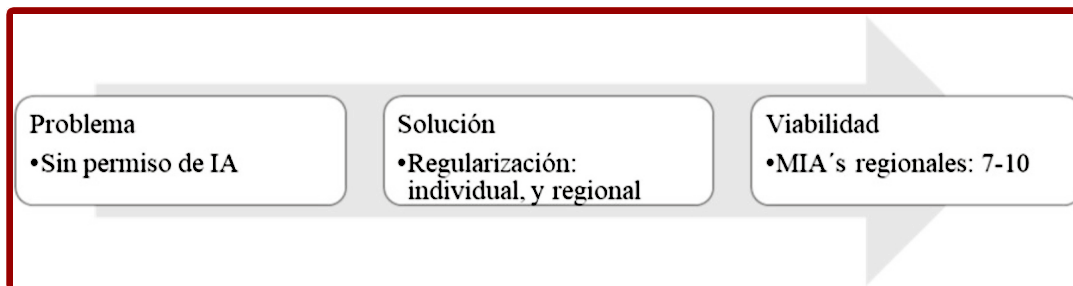 Problema
•Sin permiso de IA
Solución
•Regularización:
individual, y regional
Viabilidad
•MIA´s regionales: 7-10